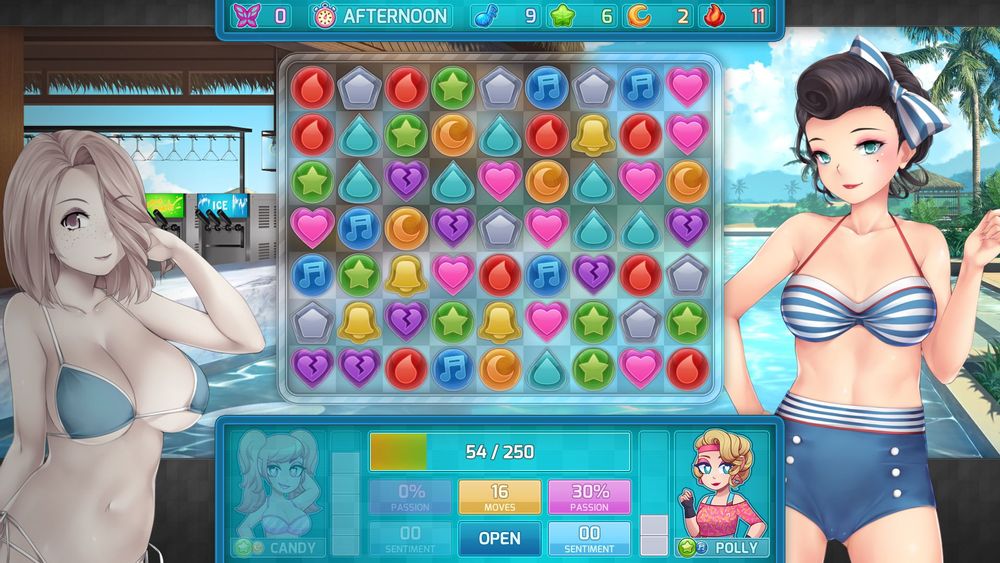 0 AFTERNOON 9 6 2 11
ICE
54 / 250
0% 16 30%
PASSION MOVES PASSION
00 OPEN 00
SENTIMENT SENTIMENT
CANDY POLLY